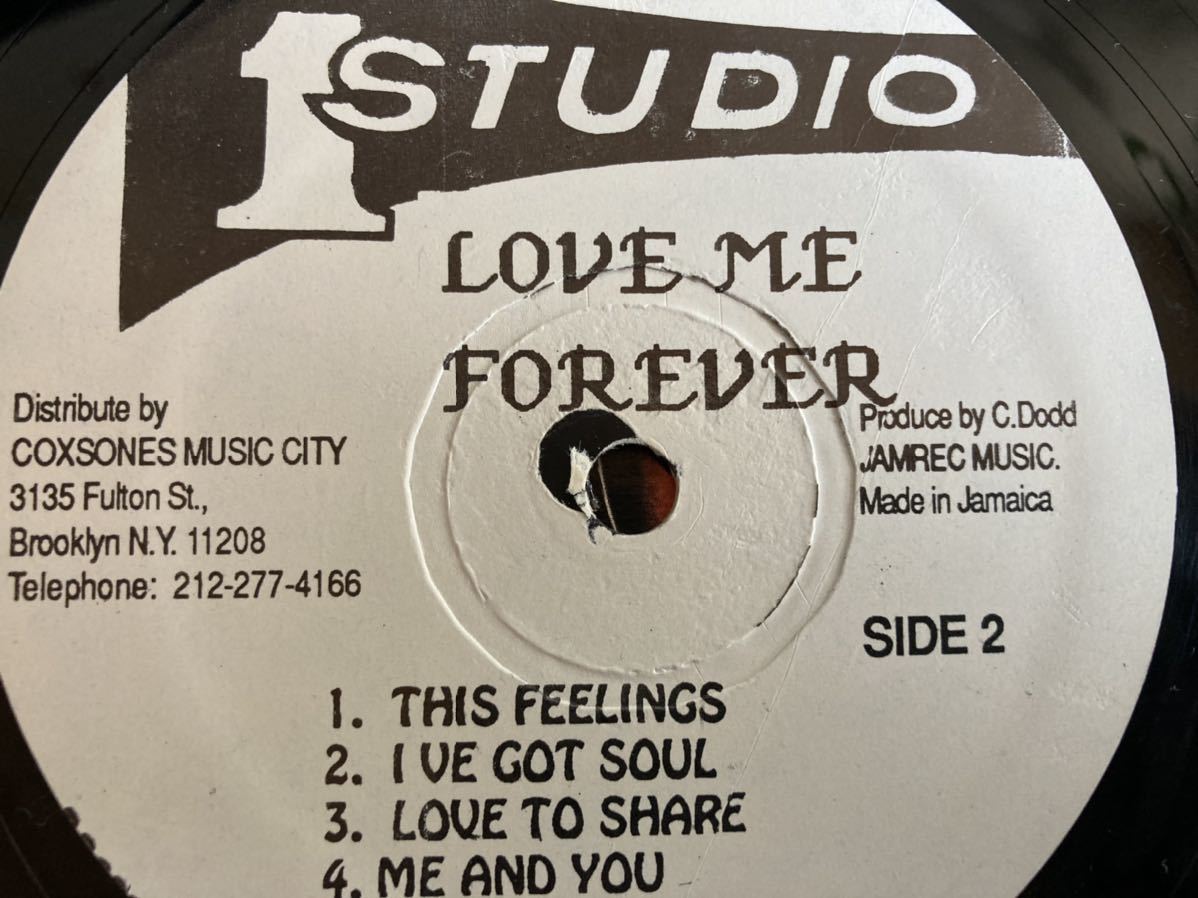 1 STUDIO
LOVE ME
FOREVER
Distribute by
COXSONES MUSIC CITY
3135 Fulton St.,
Brooklyn N.Y. 11208
Telephone: 212-277-4166
Produce by C.Dodd
JAMREC MUSIC.
Made in Jamaica
SIDE 2
1. THIS FEELINGS
2. I VE GOT SOUL
3. LOVE TO SHARE
4. ME AND YOU